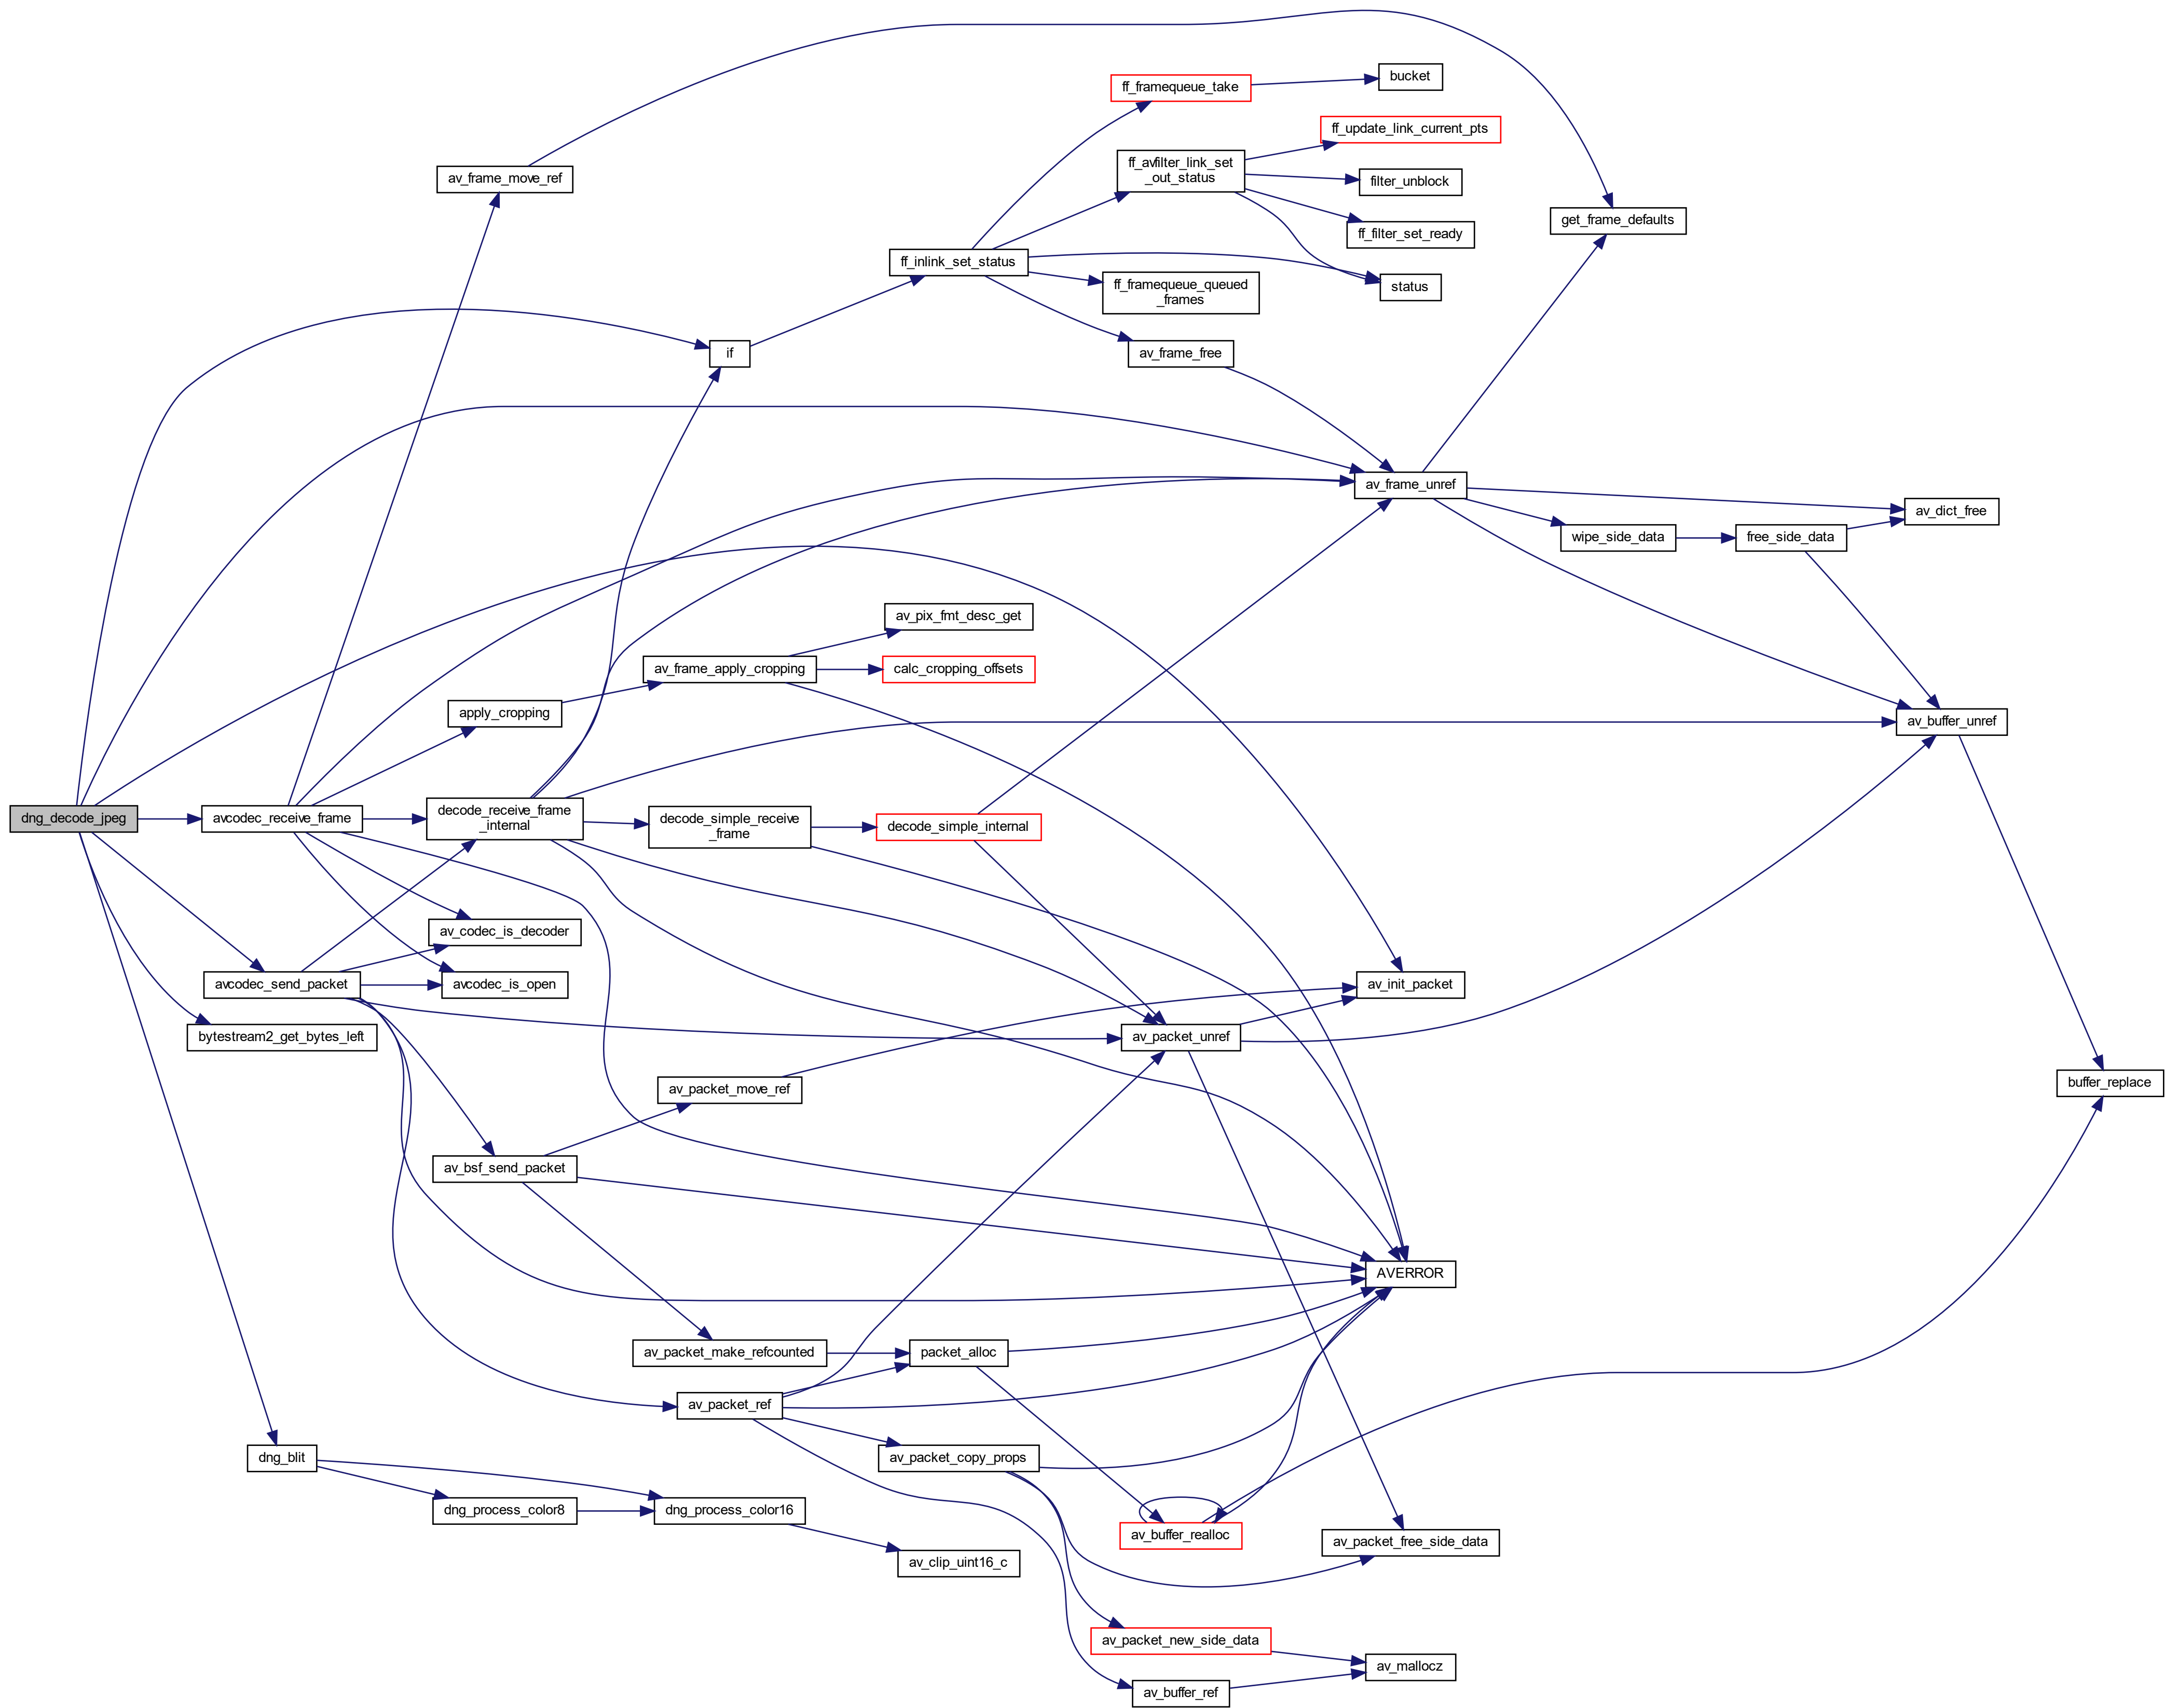 bucket
ff_framequeue_take
ff_update_link_current_pts
ff_avfilter_link_set
_out_status
av_frame_move_ref
filter_unblock
get_frame_defaults
ff_filter_set_ready
ff_inlink_set_status
status
ff_framequeue_queued
_frames
if
av_frame_free
av_frame_unref
av_dict_free
wipe_side_data
free_side_data
av_pix_fmt_desc_get
av_frame_apply_cropping
calc_cropping_offsets
apply_cropping
av_buffer_unref
dng_decode_jpeg
avcodec_receive_frame
decode_receive_frame
_internal
decode_simple_receive
_frame
decode_simple_internal
av_codec_is_decoder
avcodec_send_packet
avcodec_is_open
av_init_packet
bytestream2_get_bytes_left
av_packet_unref
av_packet_move_ref
buffer_replace
av_bsf_send_packet
AVERROR
av_packet_make_refcounted
packet_alloc
av_packet_ref
dng_blit
av_packet_copy_props
dng_process_color8
dng_process_color16
av_buffer_realloc
av_packet_free_side_data
av_clip_uint16_c
av_packet_new_side_data
av_mallocz
av_buffer_ref